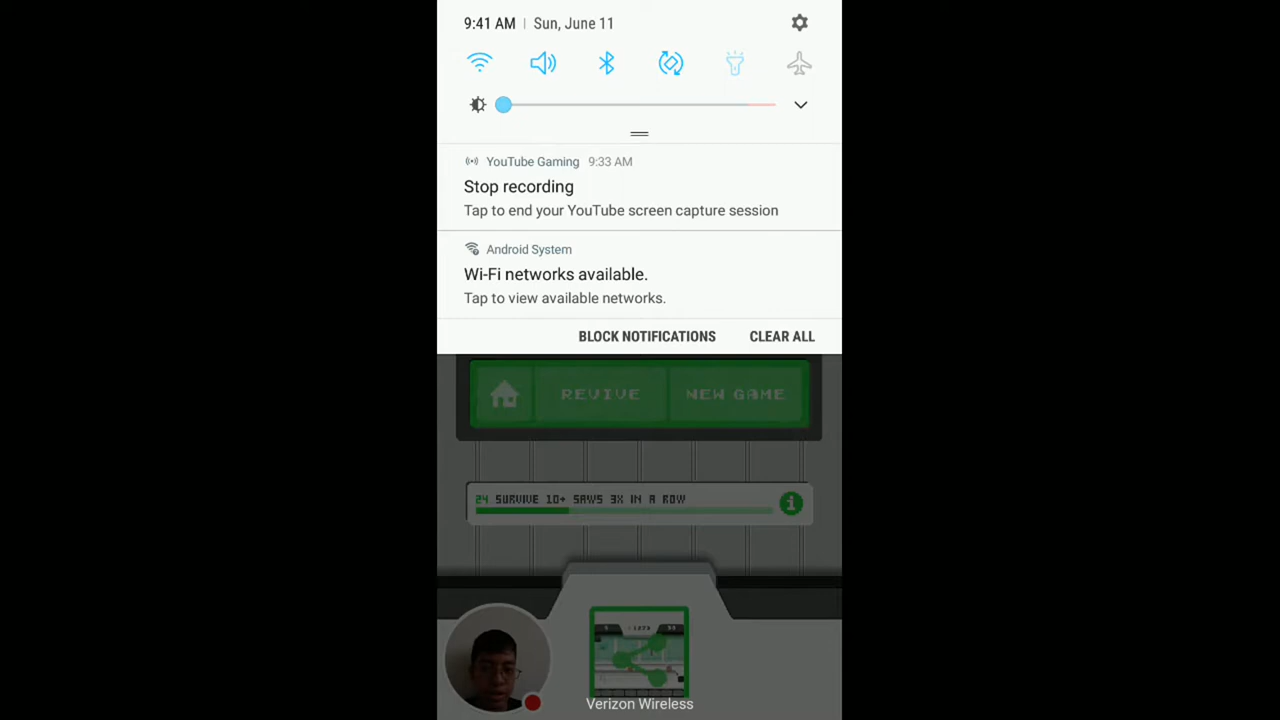 9:41 AM | Sun, June 11
YouTube Gaming 9:33 AM
Stop recording
Tap to end your YouTube screen capture session
Android System
Wi-Fi networks available.
Tap to view available networks.
BLOCK NOTIFICATIONS CLEAR ALL
REVIVE NEW GAME
24 SURVIVE 10+ SAWS 3X IN A ROW
Verizon Wireless